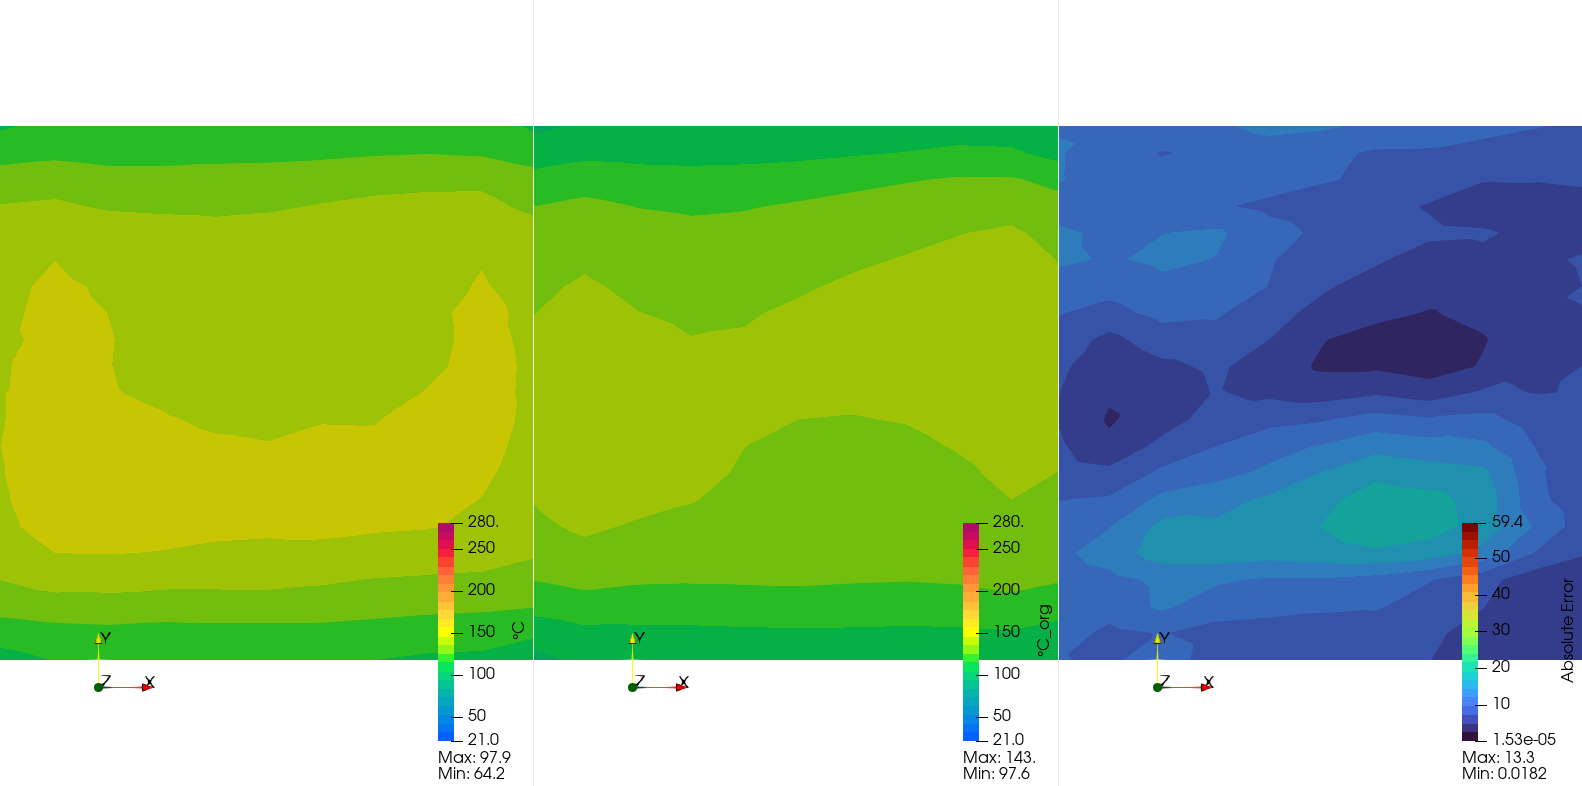 280.
250
200
150
100
50
21.0
°C
Max: 97.9
Min: 64.2
Y
Z
X
280.
250
200
150
100
50
21.0
°C_org
Max: 143.
Min: 97.6
Y
Z
X
59.4
50
40
30
20
10
1.53e-05
Absolute Error
Max: 13.3
Min: 0.0182
Y
Z
X